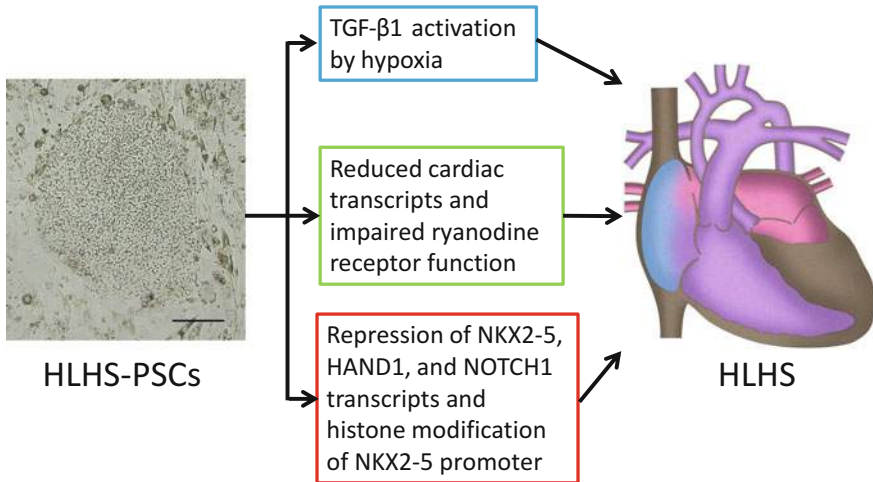 TGF-β1 activation
by hypoxia
Reduced cardiac
transcripts and
impaired ryanodine
receptor function
Repression of NKX2-5,
HAND1, and NOTCH1
transcripts and
histone modification
of NKX2-5 promoter
HLHS-PSCs
HLHS